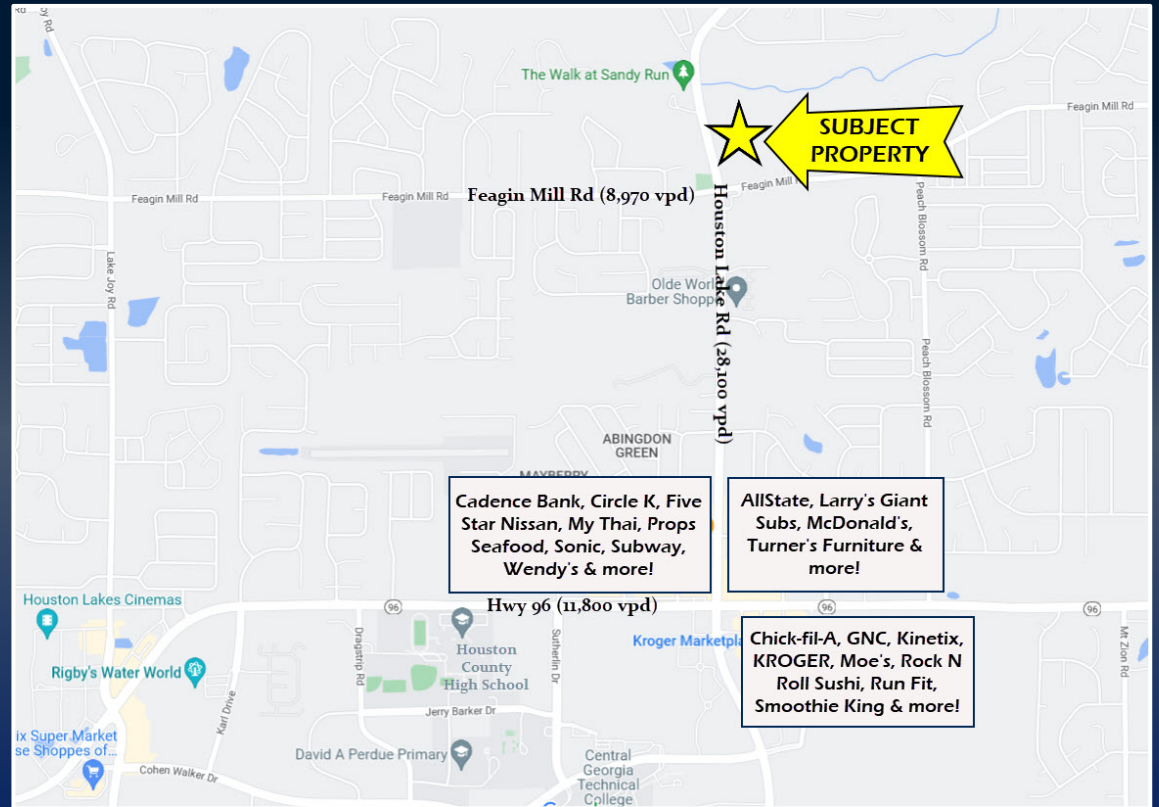 oy Rd
The Walk at Sandy Run
SUBJECT
PROPERTY
Feagin Mill Rd
Feagin Mill Rd
Feagin Mill Rd
Feagin Mill Rd (8,970 vpd)
Feagin Mill
Houston Lake Rd (28,100 vpd)
Peach Blossom Rd
Lake Joy Rd
Olde World
Barber Shoppe
Peach Blossom Rd
ABINGDON
GREEN
MAYBERRY
Cadence Bank, Circle K, Five
Star Nissan, My Thai, Props
Seafood, Sonic, Subway,
Wendy's & more!
AllState, Larry's Giant
Subs, McDonald's,
Turner's Furniture &
more!
Houston Lakes Cinemas
96
Hwy 96 (11,800 vpd)
96
96
Rigby's Water World
Karl Drive
Dragstrip Rd
Houston
County
High School
Sutherlin Dr
Kroger Marketpla
Chick-fil-A, GNC, Kinetix,
KROGER, Moe's, Rock N
Roll Sushi, Run Fit,
Smoothie King & more!
Mt Zion Rd
Jerry Barker Dr
ix Super Market
se Shoppes of...
David A Perdue Primary
Cohen Walker Dr
Central
Georgia
Technical
College